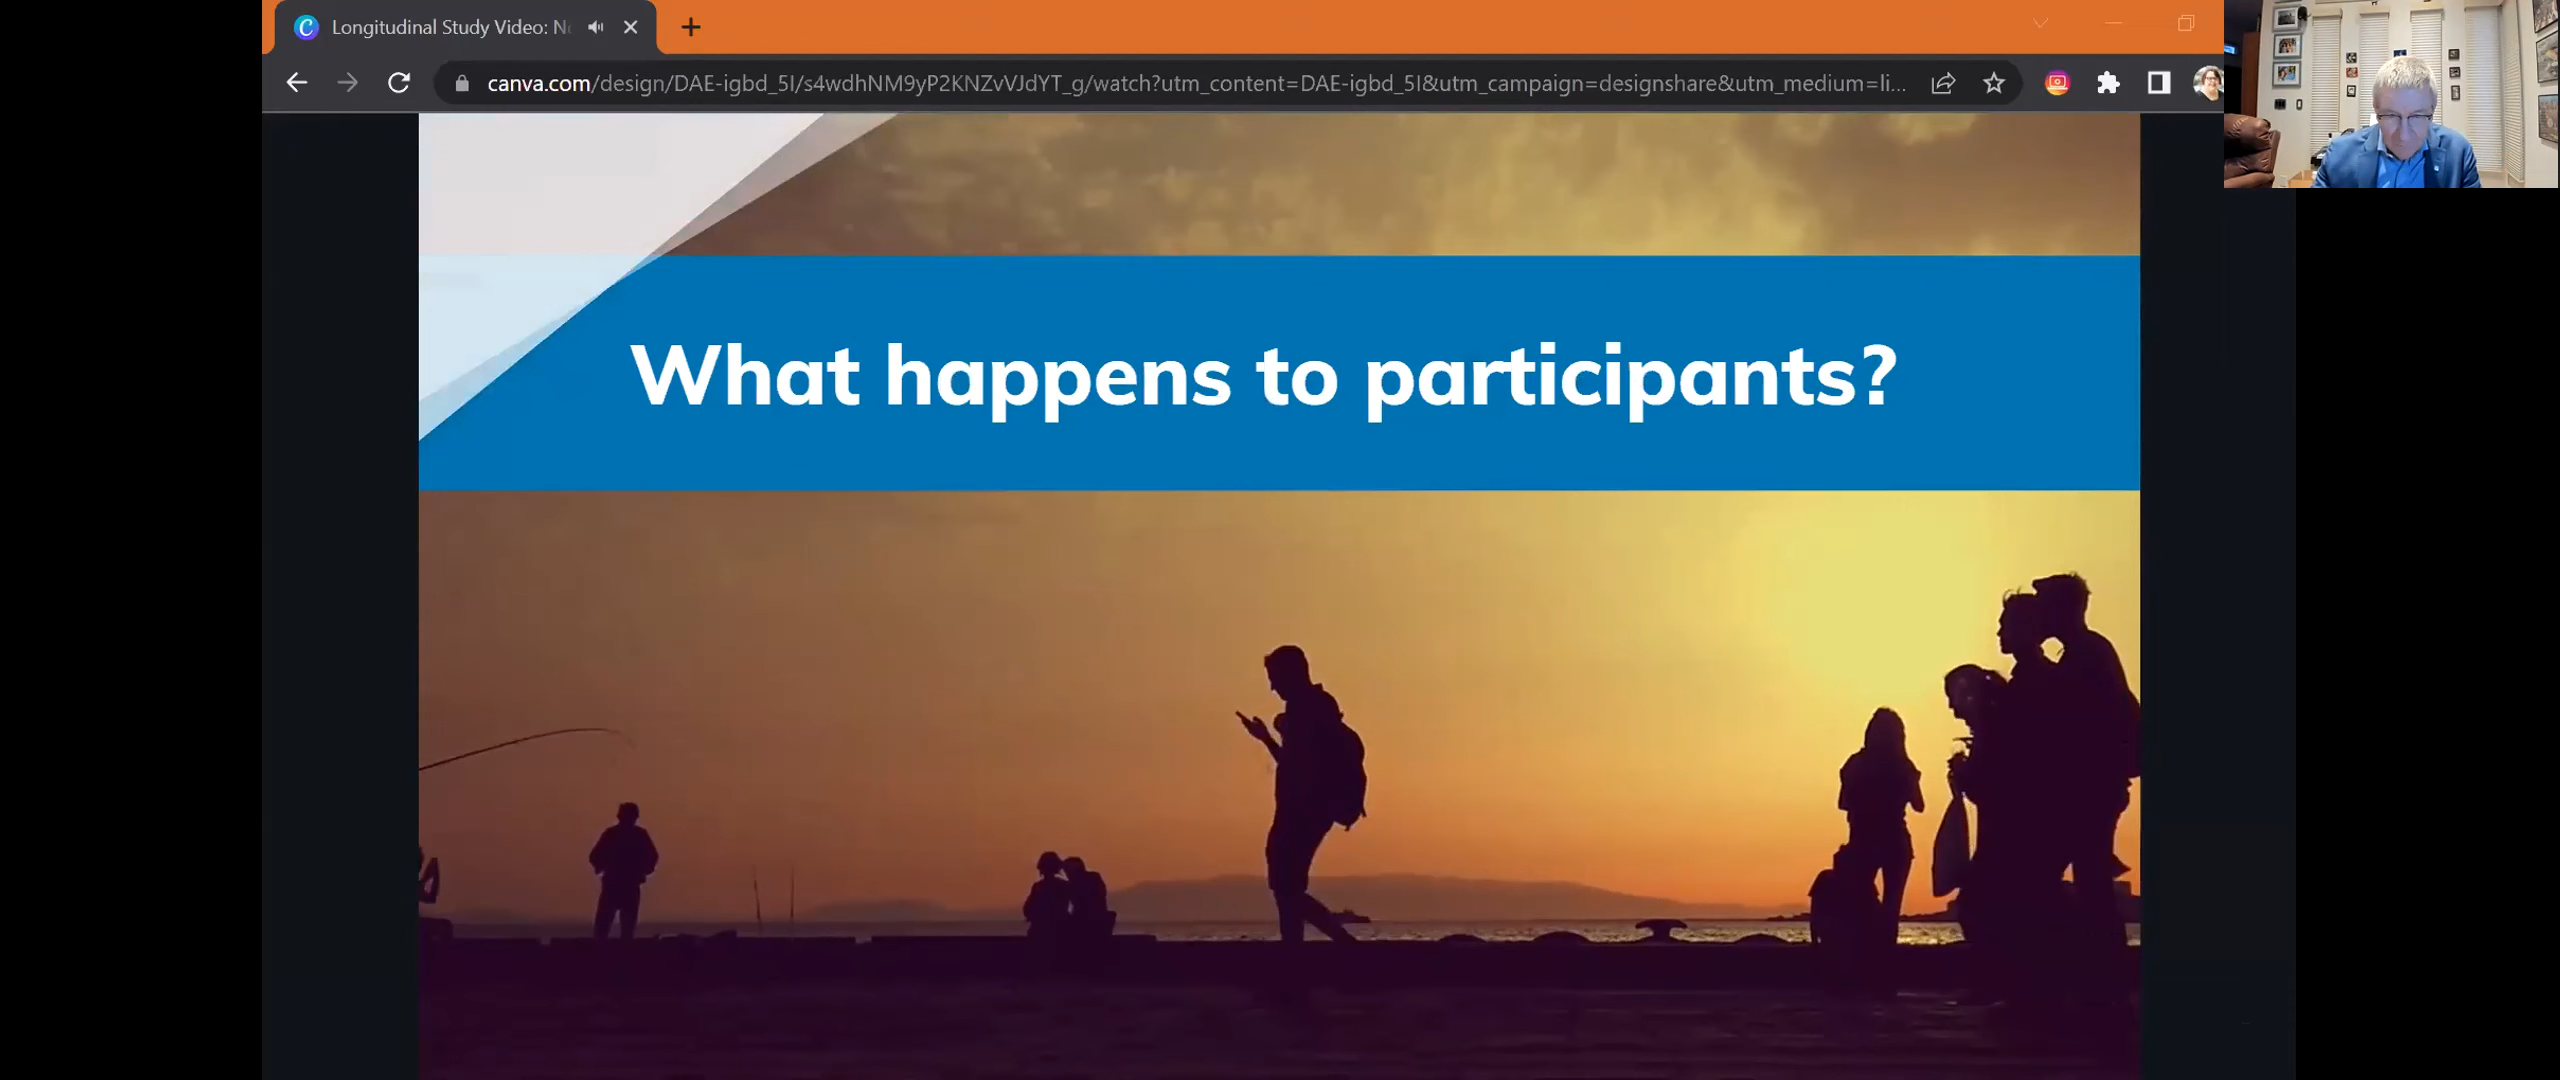 Longitudinal Study Video:
canva.com/design/DAE-igbd_5I/s4wdhNM9yP2KNZvVJdYT_g/watch?utm_content=DAE-igbd_5I&utm_campaign=designshare&utm_medium=li...
What happens to participants?